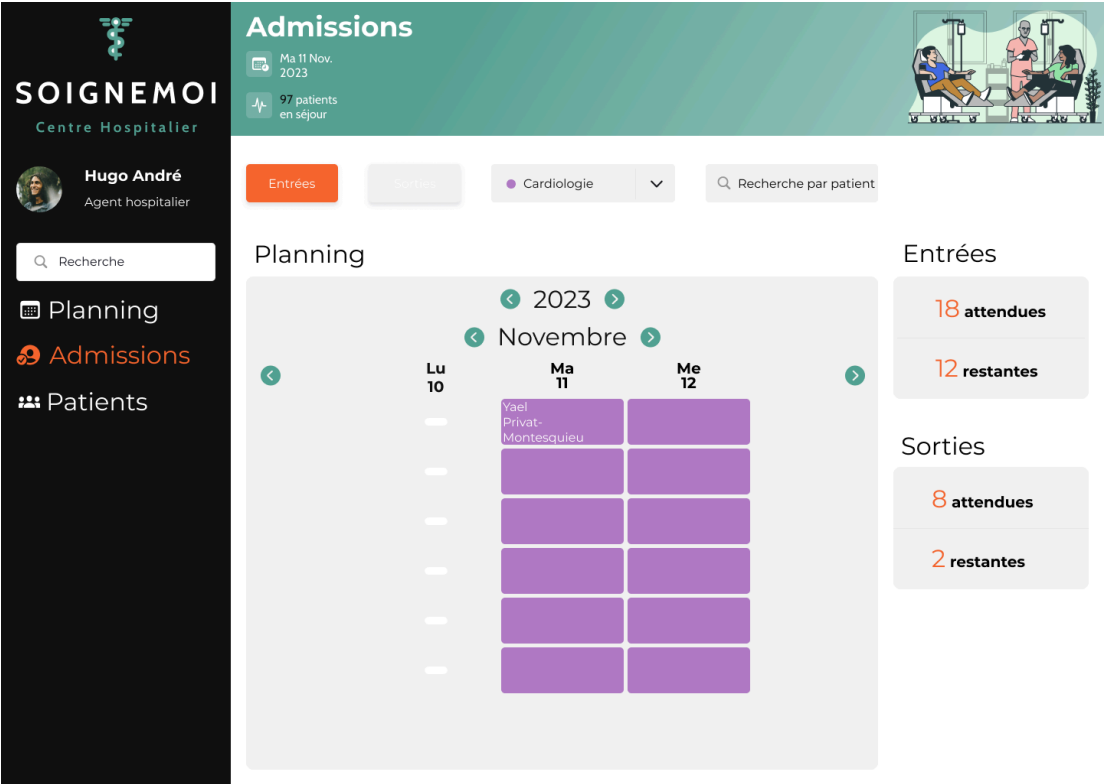 SOIGNEMOI
Centre Hospitalier
Hugo André
Agent hospitalier
Recherche
Planning
Admissions
Patients
Admissions
Ma 11 Nov.
2023
97 patients
en séjour
Entrées
Sorties
Cardiologie
Recherche par patient
Planning
2023
Novembre
Lu
10
Ma
11
Me
12
Yael
Privat-
Montesquieu
Entrées
18 attendues
12 restantes
Sorties
8 attendues
2 restantes